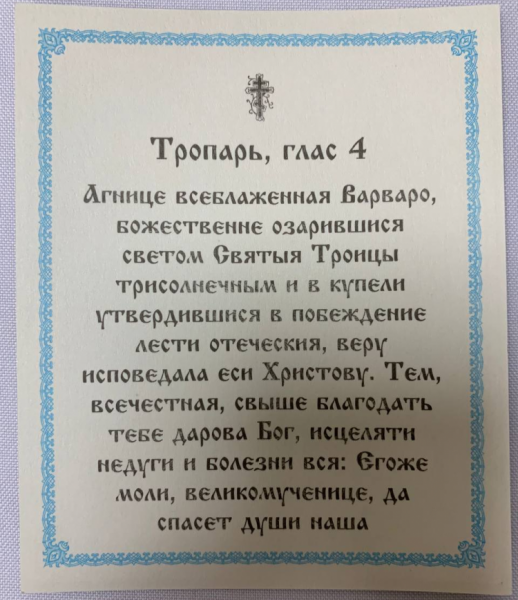 Тропарь, глас 4
Агнице всеблаженная Варваро,
божественне озарившися
светом Святыя Троицы
трисолнечным и в купели
утвердившися в побеждение
лести отеческия, веру
исповедала еси Христову. Тем,
всечестная, свыше благодать
тебе дарова Бог, исцеляти
недуги и болезни вся: Егоже
моли, великомученице, да
спасет души наша